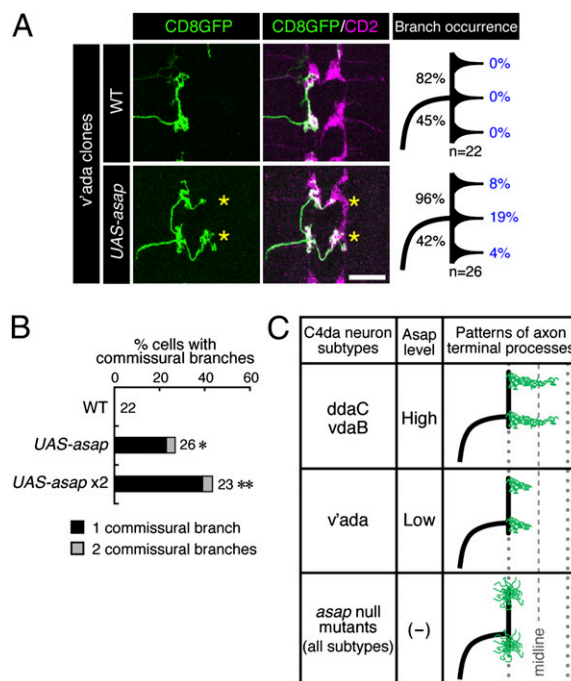 A
CD8GFP
CD8GFP/CD2
Branch occurrence
v'ada clones
WT
82%
45%
0%
0%
0%
n=22
UAS-asap
*
*
*
*
96%
42%
8%
19%
4%
n=26
B
% cells with
commissural branches
0 20 40 60
WT 22
UAS-asap 26 *
UAS-asap x2 23 **
1 commissural branch
2 commissural branches
C
C4da neuron
subtypes
Asap
level
Patterns of axon
terminal processes
ddaC
vdaB
High
v'ada
Low
asap null
mutants
(all subtypes)
(−)
midline